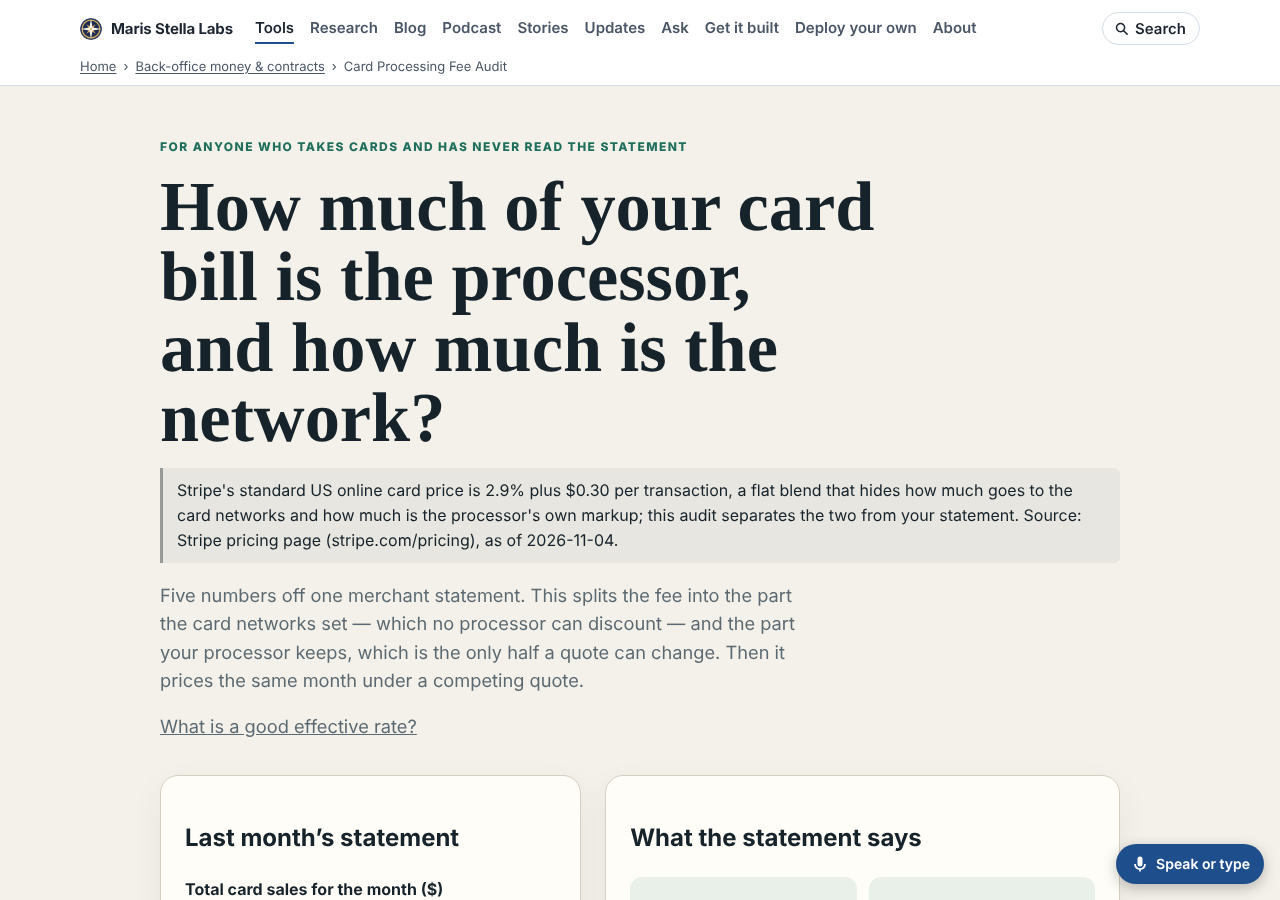 Maris Stella Labs
Tools
Research
Blog
Podcast
Stories
Updates
Ask
Get it built
Deploy your own
About
Search
Home › Back-office money & contracts › Card Processing Fee Audit
FOR ANYONE WHO TAKES CARDS AND HAS NEVER READ THE STATEMENT
How much of your card
bill is the processor,
and how much is the
network?
Stripe's standard US online card price is 2.9% plus $0.30 per transaction, a flat blend that hides how much goes to the
card networks and how much is the processor's own markup; this audit separates the two from your statement. Source:
Stripe pricing page (stripe.com/pricing), as of 2026-11-04.
Five numbers off one merchant statement. This splits the fee into the part
the card networks set — which no processor can discount — and the part
your processor keeps, which is the only half a quote can change. Then it
prices the same month under a competing quote.
What is a good effective rate?
Last month’s statement
Total card sales for the month ($)
What the statement says
Speak or type